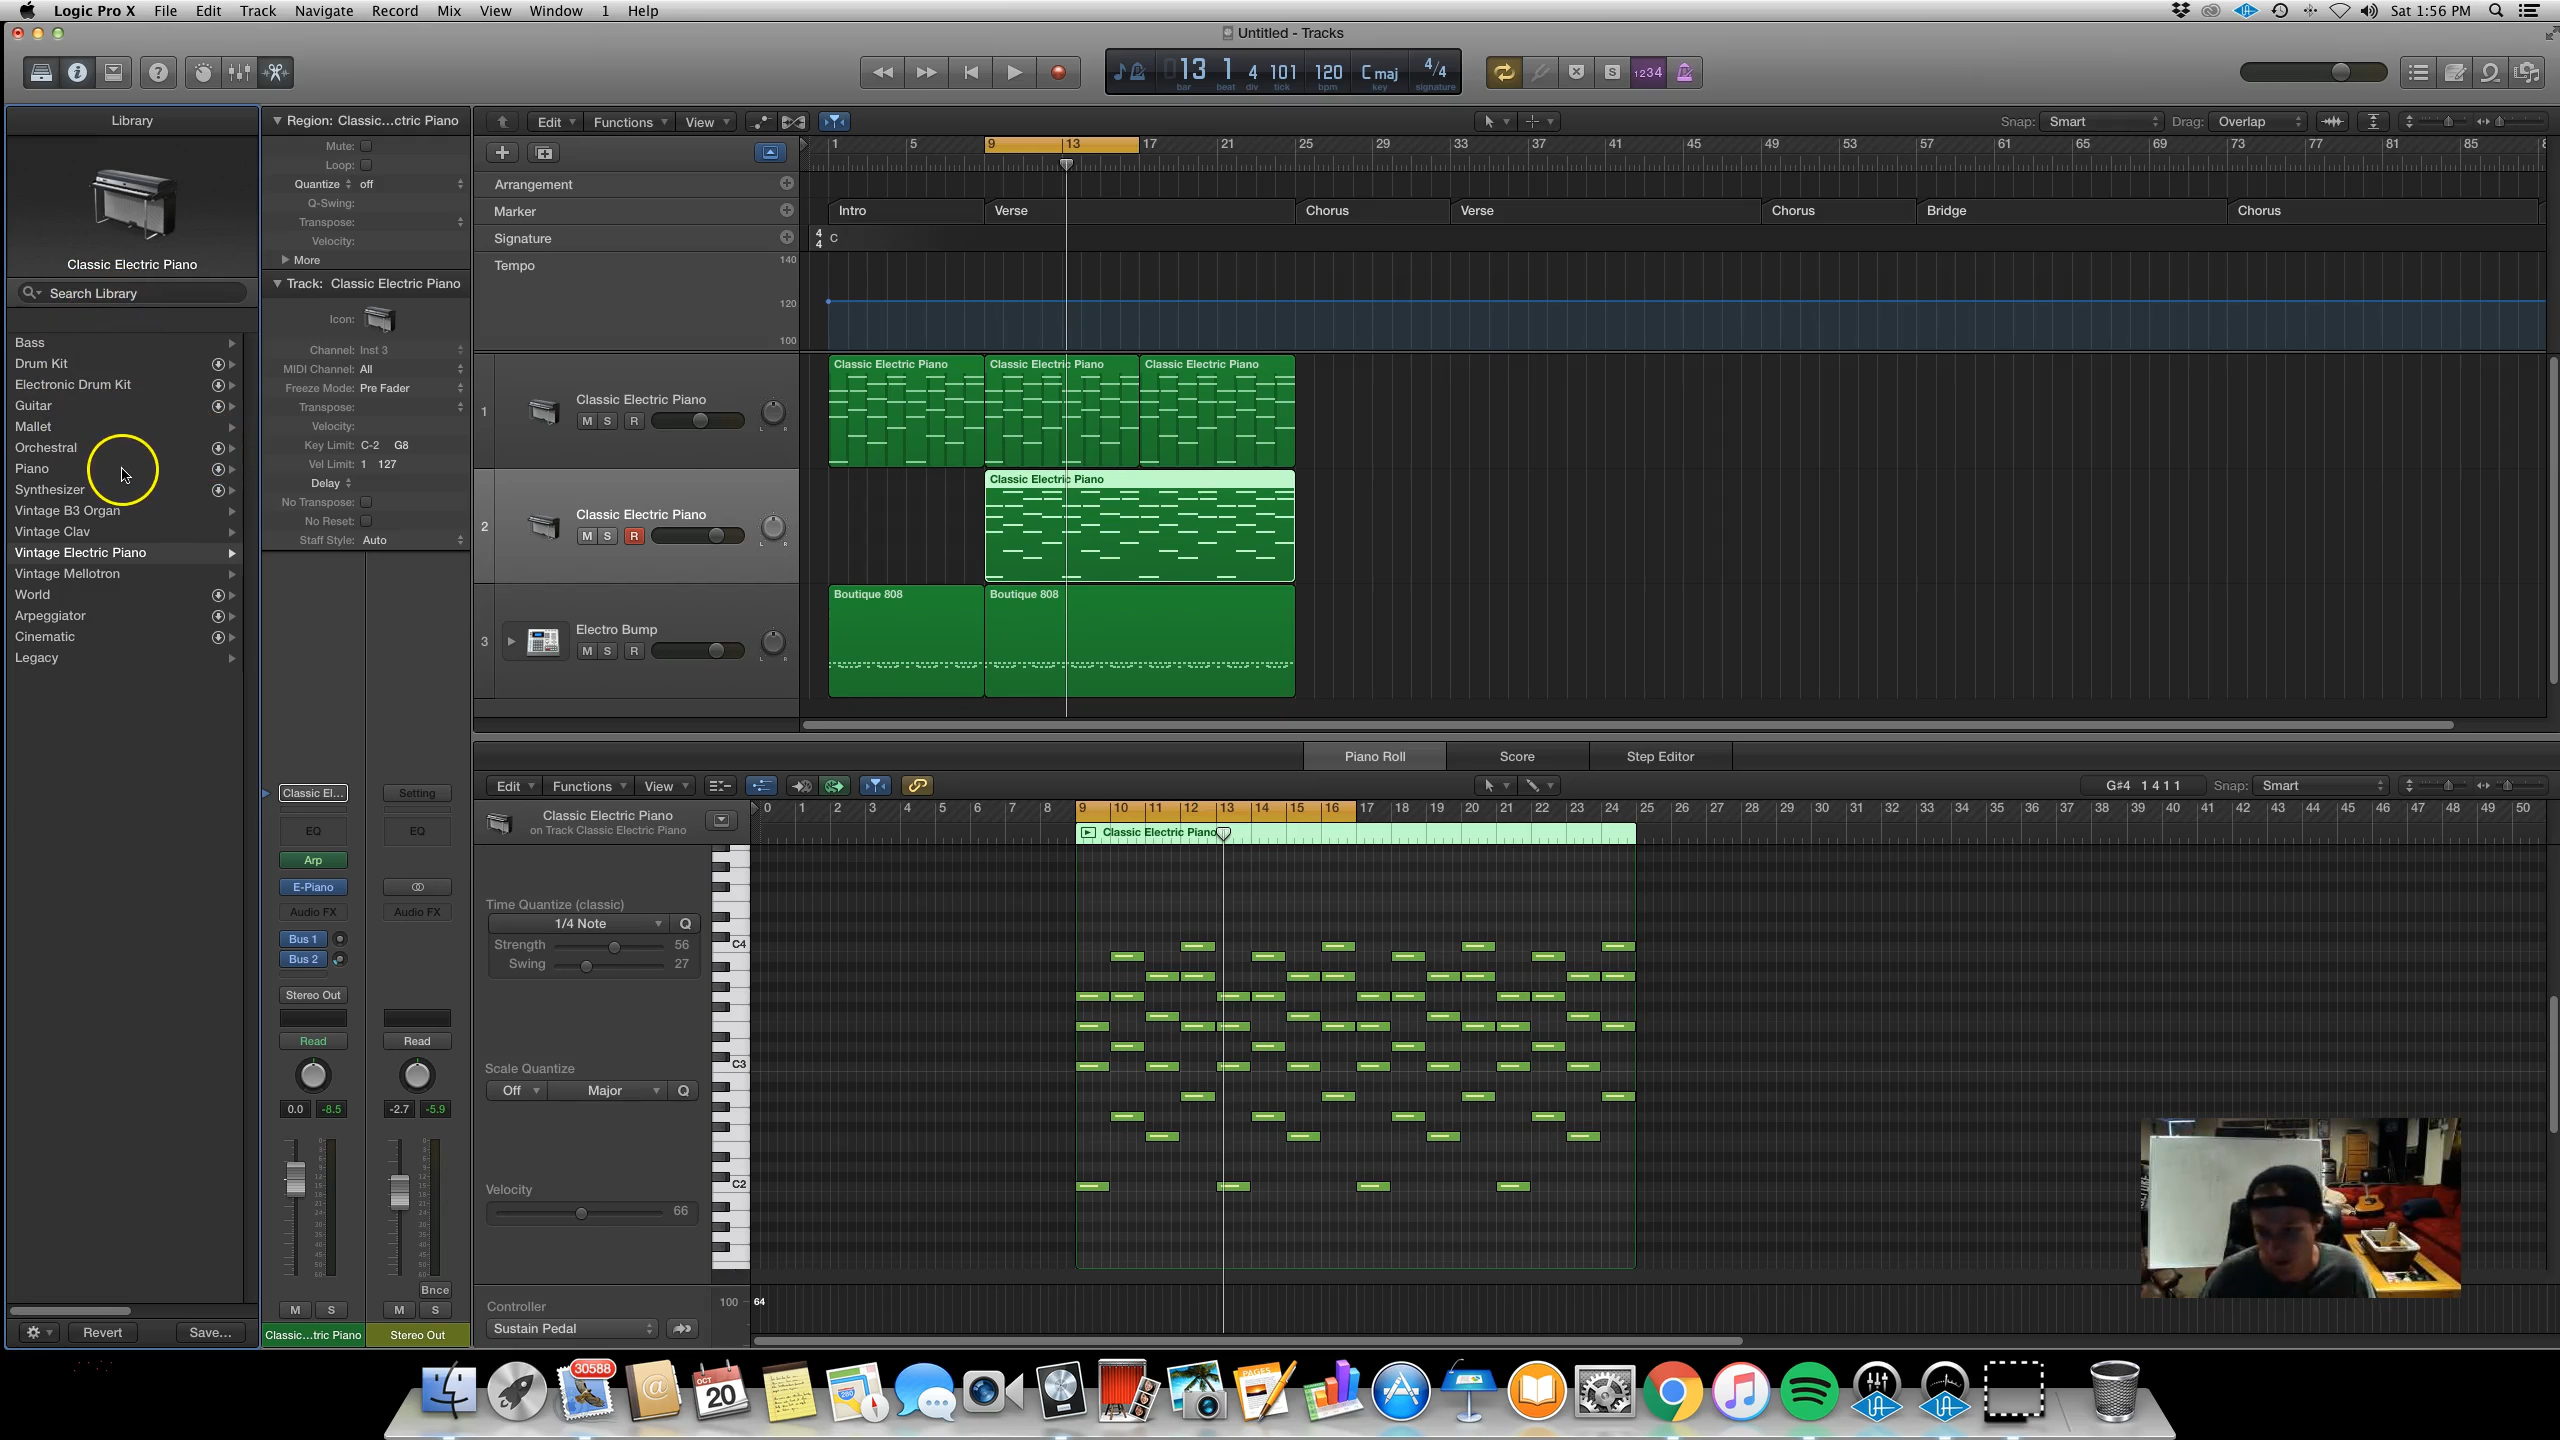 Logic Pro X File Edit Track Navigate Record Mix View Window 1 Help Sat 1:56 PM
Untitled - Tracks
13 1 4 101 120 C maj 4/4
bar beat div tick bpm key signature
1234
Library
Classic Electric Piano
Search Library
Bass
Drum Kit
Electronic Drum Kit
Guitar
Mallet
Orchestral
Piano
Synthesizer
Vintage B3 Organ
Vintage Clav
Vintage Electric Piano
Vintage Mellotron
World
Arpeggiator
Cinematic
Legacy
Revert Save...
Region: Classic...ctric Piano
Mute:
Loop:
Quantize off
Q-Swing:
Transpose:
Velocity:
More
Track: Classic Electric Piano
Icon:
Channel: Inst 3
MIDI Channel: All
Freeze Mode: Pre Fader
Transpose:
Velocity:
Key Limit: C-2 G8
Vel Limit: 1 127
Delay
No Transpose:
No Reset:
Staff Style: Auto
Classic El... Setting
EQ EQ
Arp
E-Piano
Audio FX Audio FX
Bus 1
Bus 2
Stereo Out
Read Read
0.0 -8.5 -2.7 -5.9
Bnce
M S M S
Classic...tric Piano Stereo Out
Edit Functions View Snap: Smart Drag: Overlap
1 5 9 13 17 21 25 29 33 37 41 45 49 53 57 61 65 69 73 77 81 85
Arrangement
Marker Intro Verse Chorus Verse Chorus Bridge Chorus
Signature 4 4 C
Tempo 140
120
100
1 Classic Electric Piano
M S R
Classic Electric Piano Classic Electric Piano Classic Electric Piano
2 Classic Electric Piano
M S R
Classic Electric Piano
3 Electro Bump
M S R
Boutique 808 Boutique 808
Piano Roll Score Step Editor
Edit Functions View G#4 1 4 1 1 Snap: Smart
0 1 2 3 4 5 6 7 8 9 10 11 12 13 14 15 16 17 18 19 20 21 22 23 24 25 26 27 28 29 30 31 32 33 34 35 36 37 38 39 40 41 42 43 44 45 46 47 48 49 50
Classic Electric Piano
on Track Classic Electric Piano
Classic Electric Piano
Time Quantize (classic)
1/4 Note Q
Strength 56
Swing 27
Scale Quantize
Off Major Q
Velocity
66
C4
C3
C2
Controller
Sustain Pedal
100 64
30588
OCT
20
280
PAGES